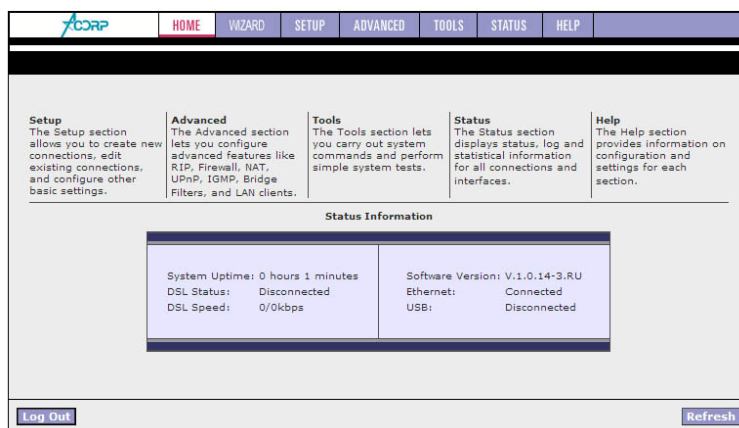 ACORP HOME WIZARD SETUP ADVANCED TOOLS STATUS HELP
Setup
The Setup section
allows you to create new
connections, edit
existing connections,
and configure other
basic settings.
Advanced
The Advanced section
lets you configure
advanced features like
RIP, Firewall, NAT,
UPnP, IGMP, Bridge
Filters, and LAN clients.
Tools
The Tools section lets
you carry out system
commands and perform
simple system tests.
Status
The Status section
displays status, log and
statistical information
for all connections and
interfaces.
Help
The Help section
provides information on
configuration and
settings for each
section.
Status Information
System Uptime: 0 hours 1 minutes
DSL Status: Disconnected
DSL Speed: 0/0kbps
Software Version: V.1.0.14-3.RU
Ethernet: Connected
USB: Disconnected
Log Out
Refresh